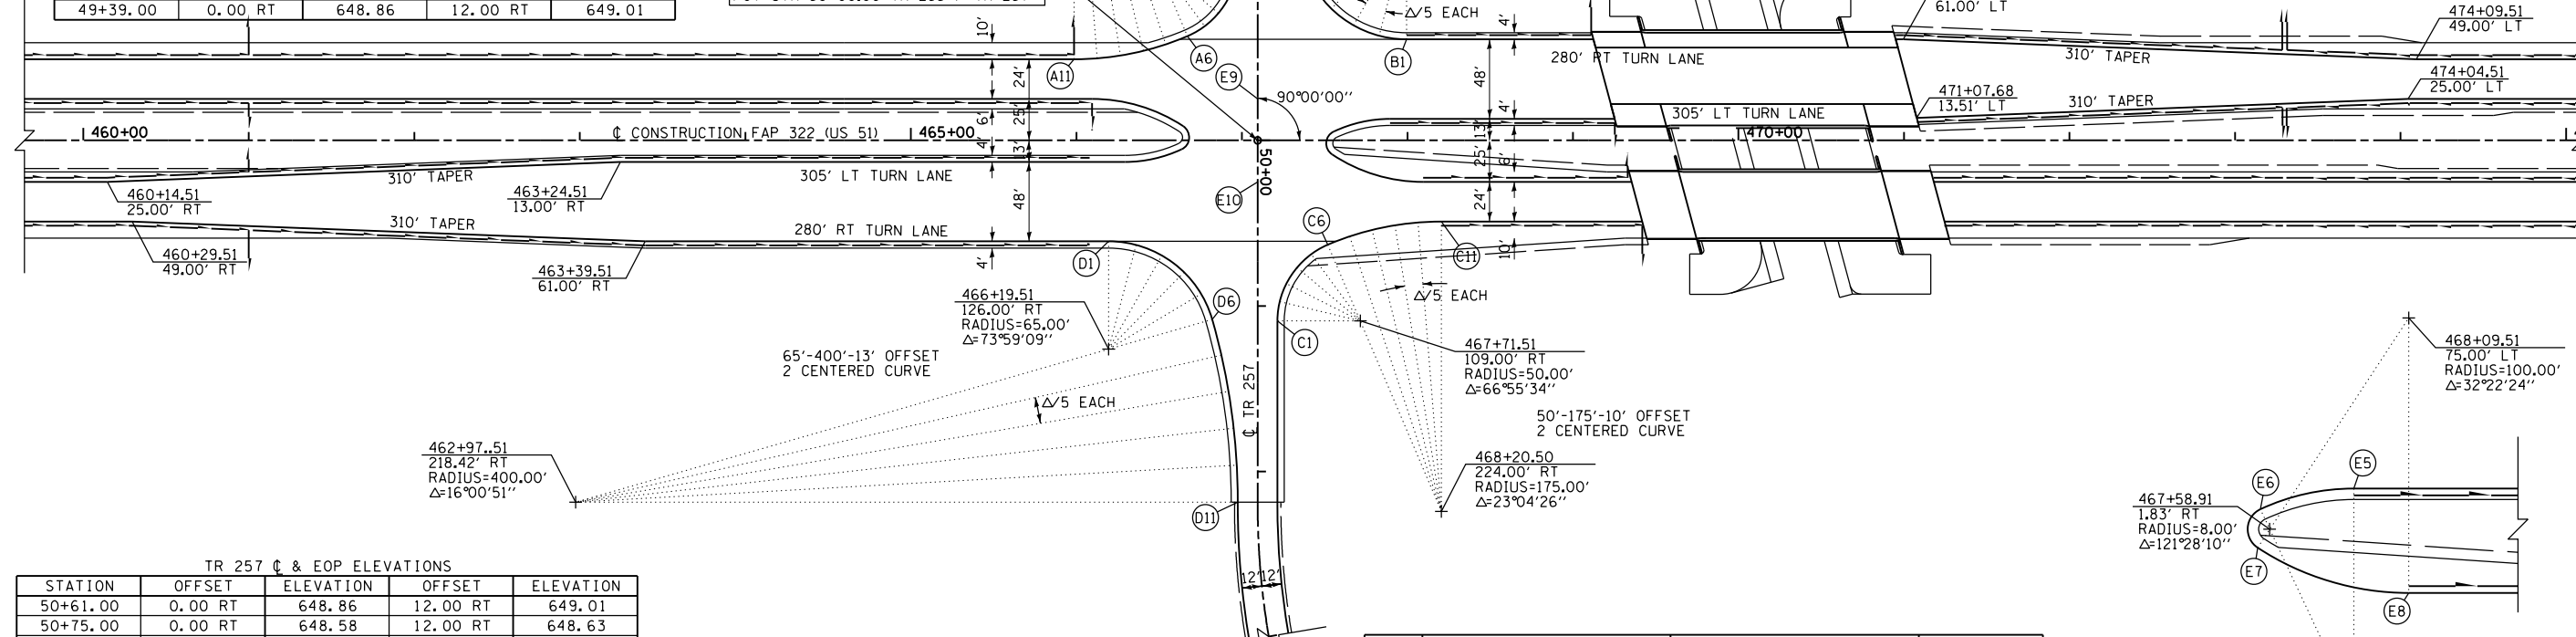 49+39.00 0.00 RT 648.86 12.00 RT 649.01
10'
△/5 EACH
4'
61.00' LT
474+09.51
49.00' LT
A11
A6
E9
B1
24'
48'
280' RT TURN LANE
310' TAPER
474+04.51
25.00' LT
90°00'00''
471+07.68
13.51' LT
310' TAPER
305' LT TURN LANE
4'
460+00
℄ CONSTRUCTION FAP 322 (US 51)
465+00
470+00
6'
25'
13'
4'
3'
25'
6'
50+00
310' TAPER
305' LT TURN LANE
460+14.51
25.00' RT
463+24.51
13.00' RT
48'
24'
E10
310' TAPER
280' RT TURN LANE
C6
460+29.51
49.00' RT
463+39.51
61.00' RT
4'
D1
C11
10'
466+19.51
126.00' RT
RADIUS=65.00'
△=73°59'09''
D6
△/5 EACH
C1
65'-400'-13' OFFSET
2 CENTERED CURVE
467+71.51
109.00' RT
RADIUS=50.00'
△=66°55'34''
468+09.51
75.00' LT
RADIUS=100.00'
△=32°22'24''
△/5 EACH
℄ TR 257
50'-175'-10' OFFSET
2 CENTERED CURVE
462+97..51
218.42' RT
RADIUS=400.00'
△=16°00'51''
468+20.50
224.00' RT
RADIUS=175.00'
△=23°04'26''
D11
E5
E6
467+58.91
1.83' RT
RADIUS=8.00'
△=121°28'10''
E7
E8
12' 12'
TR 257 ℄ & EOP ELEVATIONS
STATION OFFSET ELEVATION OFFSET ELEVATION
50+61.00 0.00 RT 648.86 12.00 RT 649.01
50+75.00 0.00 RT 648.58 12.00 RT 648.63